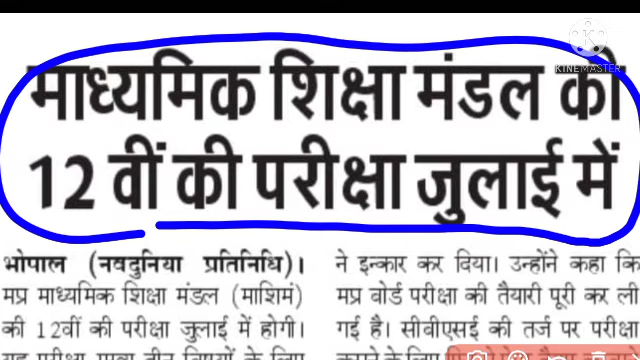 माध्यमिक शिक्षा मंडल की
12 वीं की परीक्षा जुलाई में
KINEMASTER
भोपाल (नवदुनिया प्रतिनिधि)।
मप्र माध्यमिक शिक्षा मंडल (माशिमं)
की 12वीं की परीक्षा जुलाई में होगी।
ने इन्कार कर दिया। उन्होंने कहा कि
मप्र बोर्ड परीक्षा की तैयारी पूरी कर ली
गई है। सीबीएसई की तर्ज पर परीक्षा